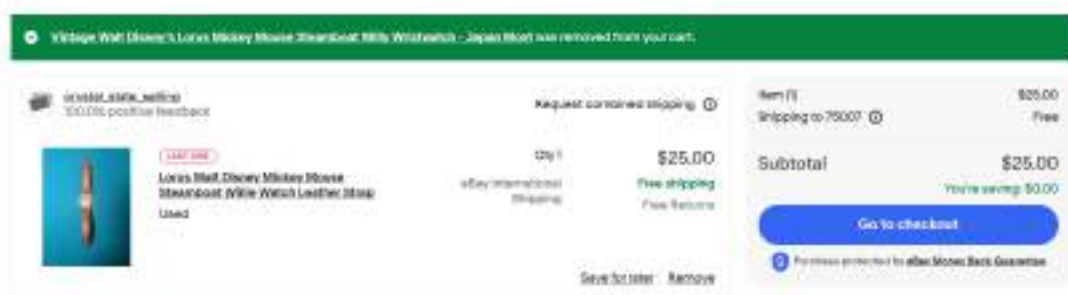 Vintage Walt Disney's Lorus Mickey Mouse Steamboat Willy Wristwatch - Japan Movt was removed from your cart.
crystal_slate_selling
100.0% positive feedback
Request combined shipping
LAST ONE
Lorus Walt Disney Mickey Mouse
Steamboat Willie Watch Leather Strap
Used
Qty 1
eBay International
Shipping
$25.00
Free shipping
Free Returns
Save for later Remove
Item (1) $25.00
Shipping to 75007 Free
Subtotal $25.00
You're saving: $0.00
Go to checkout
Purchase protected by eBay Money Back Guarantee